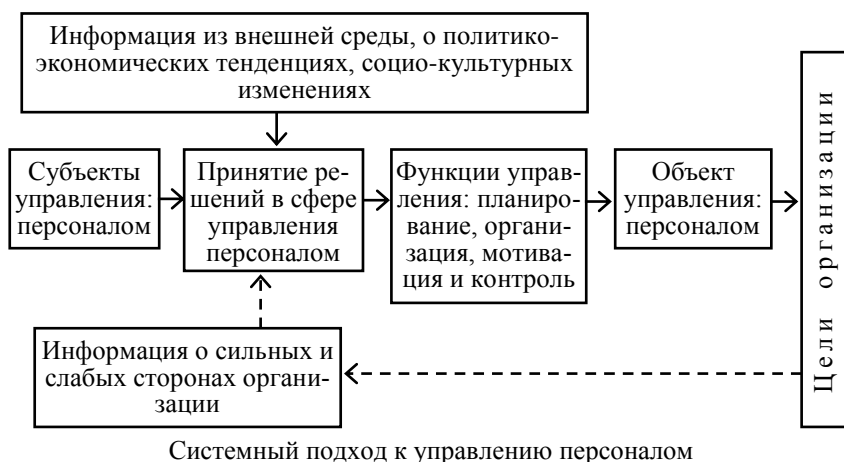 Информация из внешней среды, о политико-
экономических тенденциях, социо-культурных
изменениях
Субъекты
управления:
персоналом
Принятие ре-
шений в сфере
управления
персоналом
Функции управ-
ления: планиро-
вание, органи-
зация, мотива-
ция и контроль
Объект
управления:
персоналом
Цели организации
Информация о сильных и
слабых сторонах органи-
зации
Системный подход к управлению персоналом